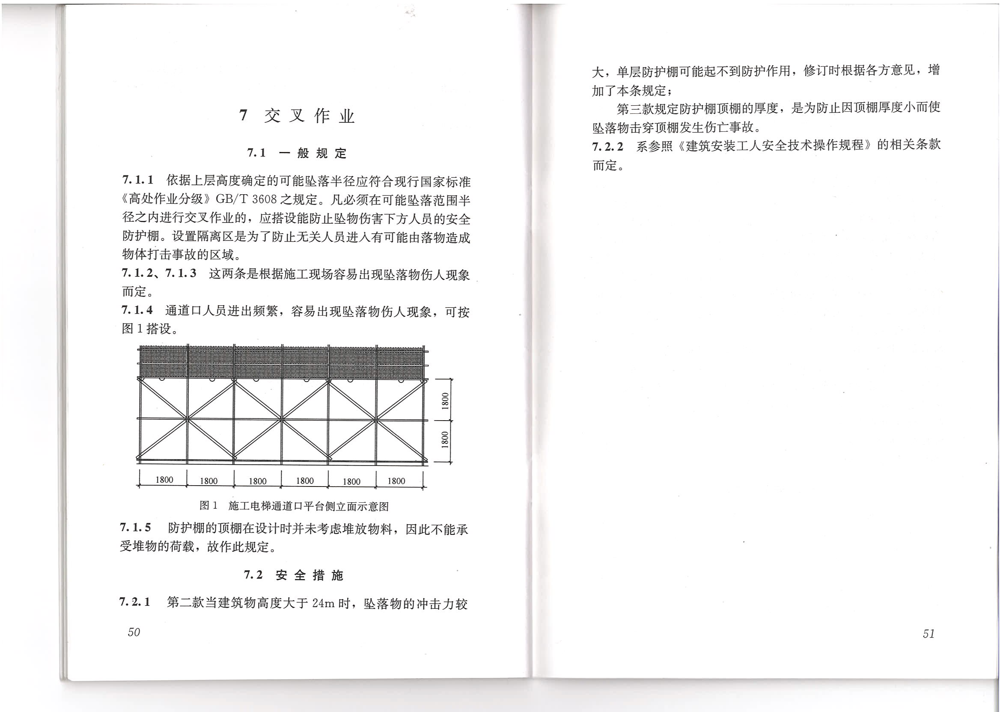 7 交叉作业
7.1 一般规定
7.1.1 依据上层高度确定的可能坠落半径应符合现行国家标准
《高处作业分级》GB/T 3608 之规定。凡必须在可能坠落范围半
径之内进行交叉作业的，应搭设能防止坠物伤害下方人员的安全
防护棚。设置隔离区是为了防止无关人员进入有可能由落物造成
物体打击事故的区域。
7.1.2、7.1.3 这两条是根据施工现场容易出现坠落物伤人现象
而定。
7.1.4 通道口人员进出频繁，容易出现坠落物伤人现象，可按
图 1 搭设。
1800
1800
1800 1800 1800 1800 1800 1800
图 1 施工电梯通道口平台侧立面示意图
7.1.5 防护棚的顶棚在设计时并未考虑堆放物料，因此不能承
受堆物的荷载，故作此规定。
7.2 安全措施
7.2.1 第二款当建筑物高度大于 24m 时，坠落物的冲击力较
50
大，单层防护棚可能起不到防护作用，修订时根据各方意见，增
加了本条规定；
第三款规定防护棚顶棚的厚度，是为防止因顶棚厚度小而使
坠落物击穿顶棚发生伤亡事故。
7.2.2 系参照《建筑安装工人安全技术操作规程》的相关条款
而定。
51